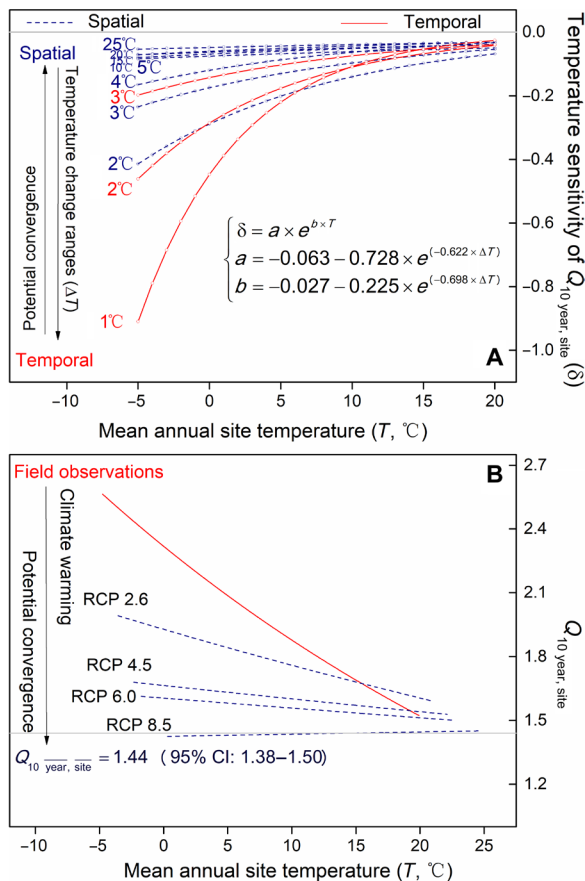 Spatial
Temporal
Spatial
25℃
20℃
10℃
5℃
4℃
3℃
3℃
2℃
2℃
1℃
Potential convergence
Temperature change ranges (ΔT)
Temporal
δ = a × e^{b×T}
a = −0.063 − 0.728 × e^{(−0.622 × ΔT)}
b = −0.027 − 0.225 × e^{(−0.698 × ΔT)}
A
0.0
−0.2
−0.4
−0.6
−0.8
−1.0
Temperature sensitivity of Q10 year, site (δ)
−10 −5 0 5 10 15 20
Mean annual site temperature (T, ℃)
Field observations
B
Potential convergence
Climate warming
RCP 2.6
RCP 4.5
RCP 6.0
RCP 8.5
Q10 year, site = 1.44 (95% CI: 1.38–1.50)
2.7
2.4
2.1
1.8
1.5
1.2
Q10 year, site
−10 −5 0 5 10 15 20 25
Mean annual site temperature (T, ℃)